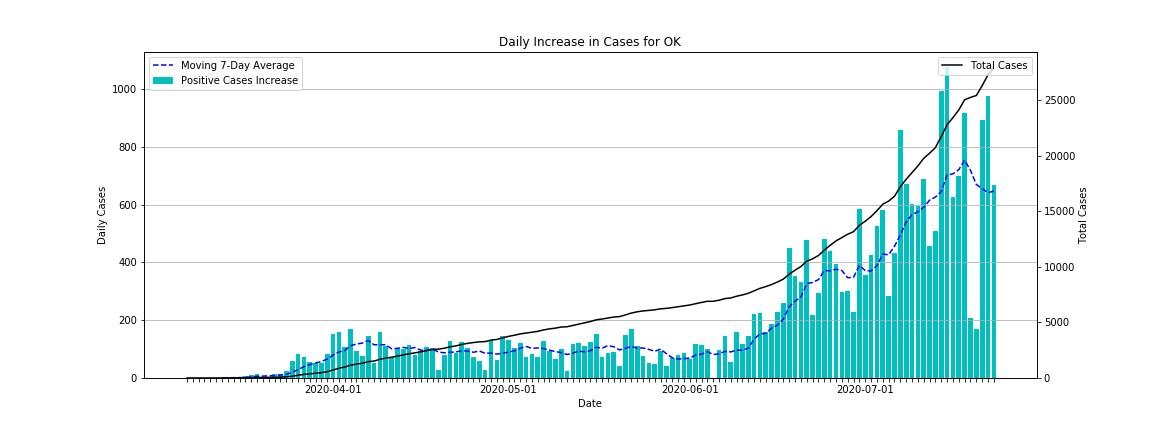 Daily Increase in Cases for OK
Moving 7-Day Average
Positive Cases Increase
Total Cases
1000
800
600
400
200
0
25000
20000
15000
10000
5000
0
Daily Cases
Total Cases
2020-04-01
2020-05-01
2020-06-01
2020-07-01
Date